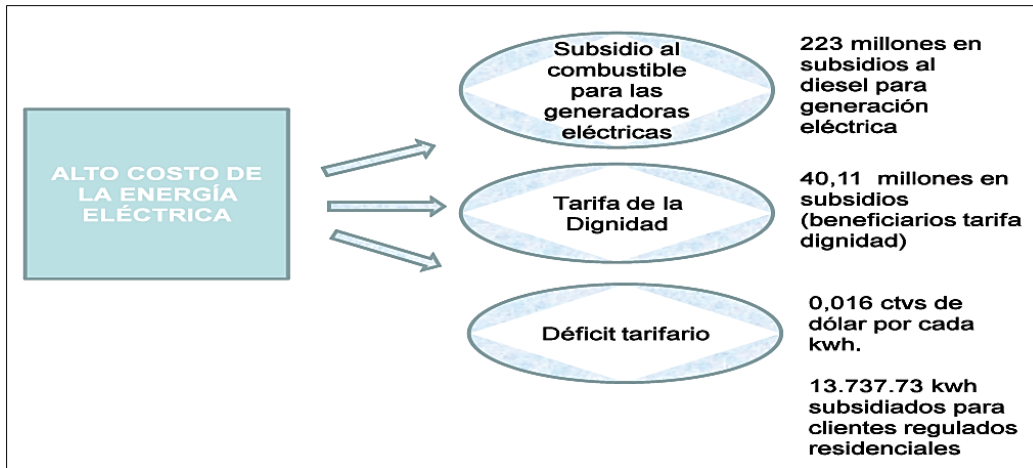 ALTO COSTO DE
LA ENERGÍA
ELÉCTRICA
Subsidio al
combustible
para las
generadoras
eléctricas
223 millones en
subsidios al
diesel para
generación
eléctrica
Tarifa de la
Dignidad
40,11 millones en
subsidios
(beneficiarios tarifa
dignidad)
Déficit tarifario
0,016 ctvs de
dólar por cada
kwh.
13.737.73 kwh
subsidiados para
clientes regulados
residenciales